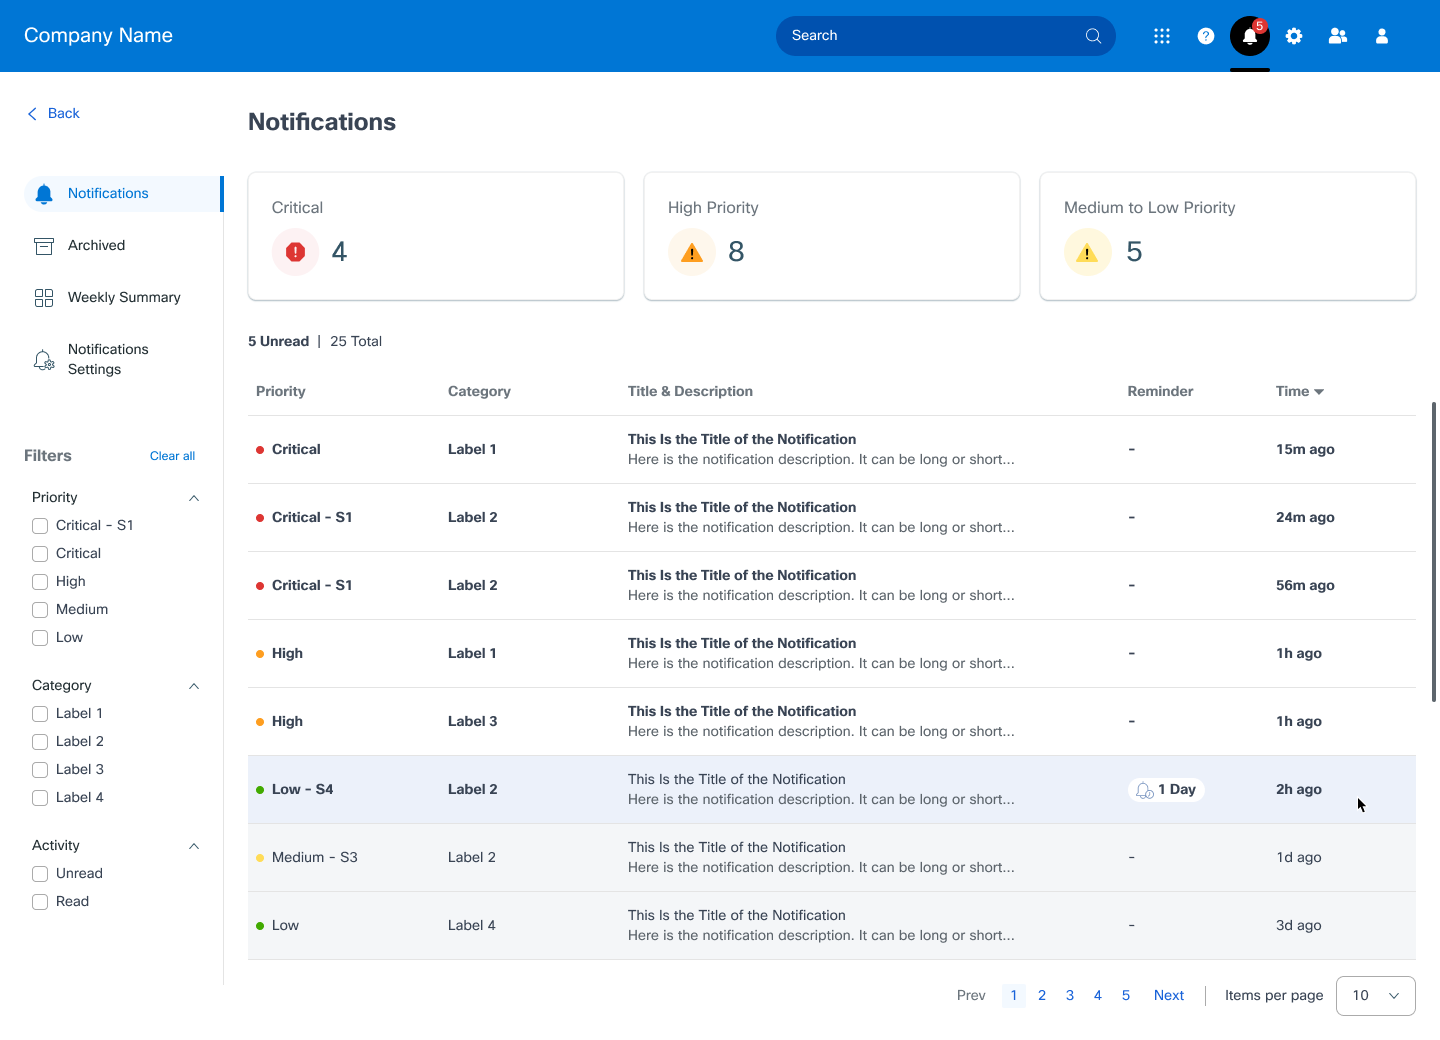 Company Name
Search
5
Back
Notifications
Archived
Weekly Summary
Notifications
Settings
Filters Clear all
Priority
Critical - S1
Critical
High
Medium
Low
Category
Label 1
Label 2
Label 3
Label 4
Activity
Unread
Read
Notifications
Critical
4
High Priority
8
Medium to Low Priority
5
5 Unread | 25 Total
Priority Category Title & Description Reminder Time
Critical Label 1 This Is the Title of the Notification - 15m ago
Here is the notification description. It can be long or short...
Critical - S1 Label 2 This Is the Title of the Notification - 24m ago
Here is the notification description. It can be long or short...
Critical - S1 Label 2 This Is the Title of the Notification - 56m ago
Here is the notification description. It can be long or short...
High Label 1 This Is the Title of the Notification - 1h ago
Here is the notification description. It can be long or short...
High Label 3 This Is the Title of the Notification - 1h ago
Here is the notification description. It can be long or short...
Low - S4 Label 2 This Is the Title of the Notification 1 Day 2h ago
Here is the notification description. It can be long or short...
Medium - S3 Label 2 This Is the Title of the Notification - 1d ago
Here is the notification description. It can be long or short...
Low Label 4 This Is the Title of the Notification - 3d ago
Here is the notification description. It can be long or short...
Prev 1 2 3 4 5 Next | Items per page 10